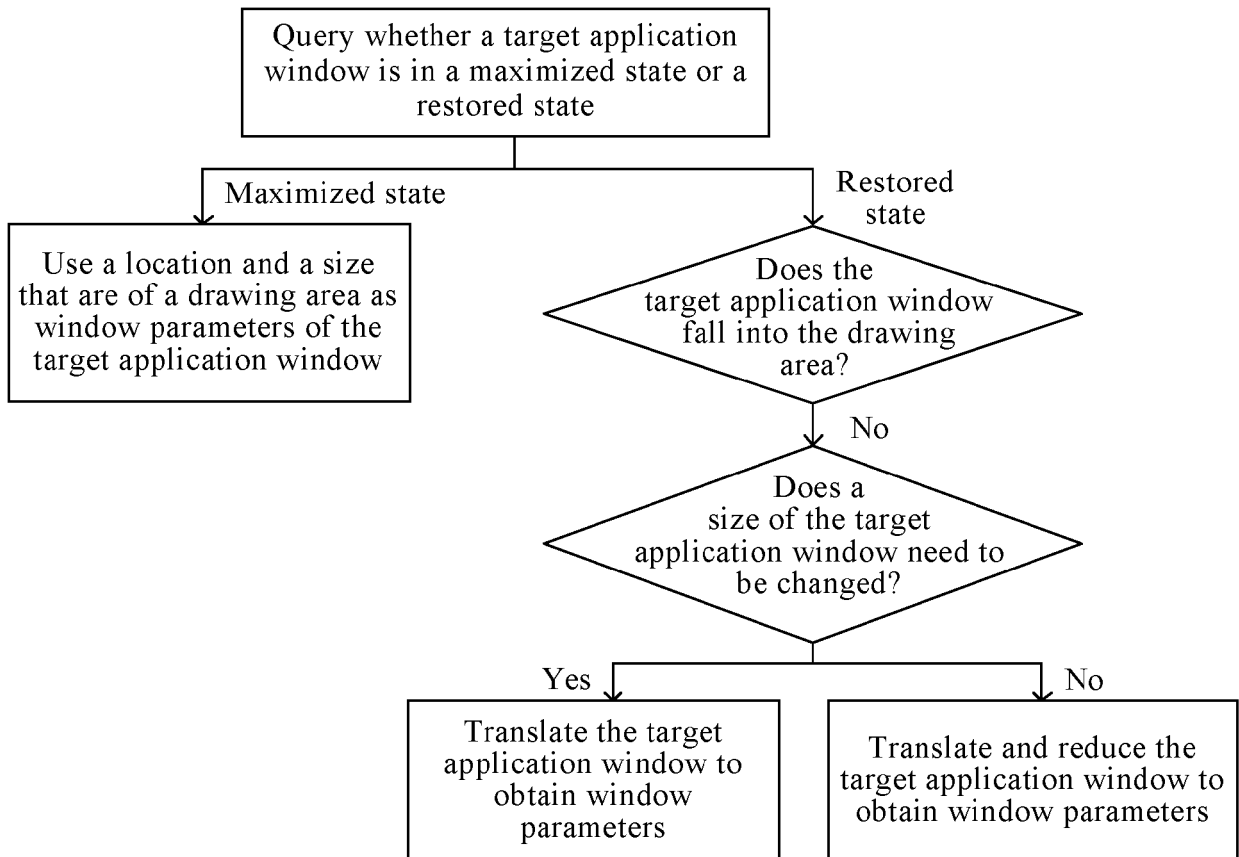 Query whether a target application
window is in a maximized state or a
restored state
Maximized state
Restored
state
Use a location and a size
that are of a drawing area as
window parameters of the
target application window
Does the
target application window
fall into the drawing
area?
No
Does a
size of the target
application window need to
be changed?
Yes
No
Translate the target
application window to
obtain window
parameters
Translate and reduce the
target application window to
obtain window parameters